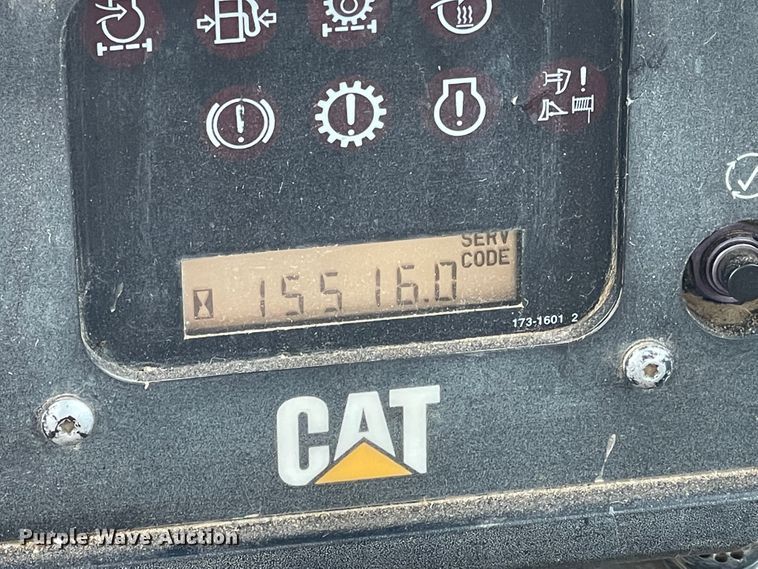 SERV
CODE
15516.0
173-1601 2
CAT
Purple Wave Auction